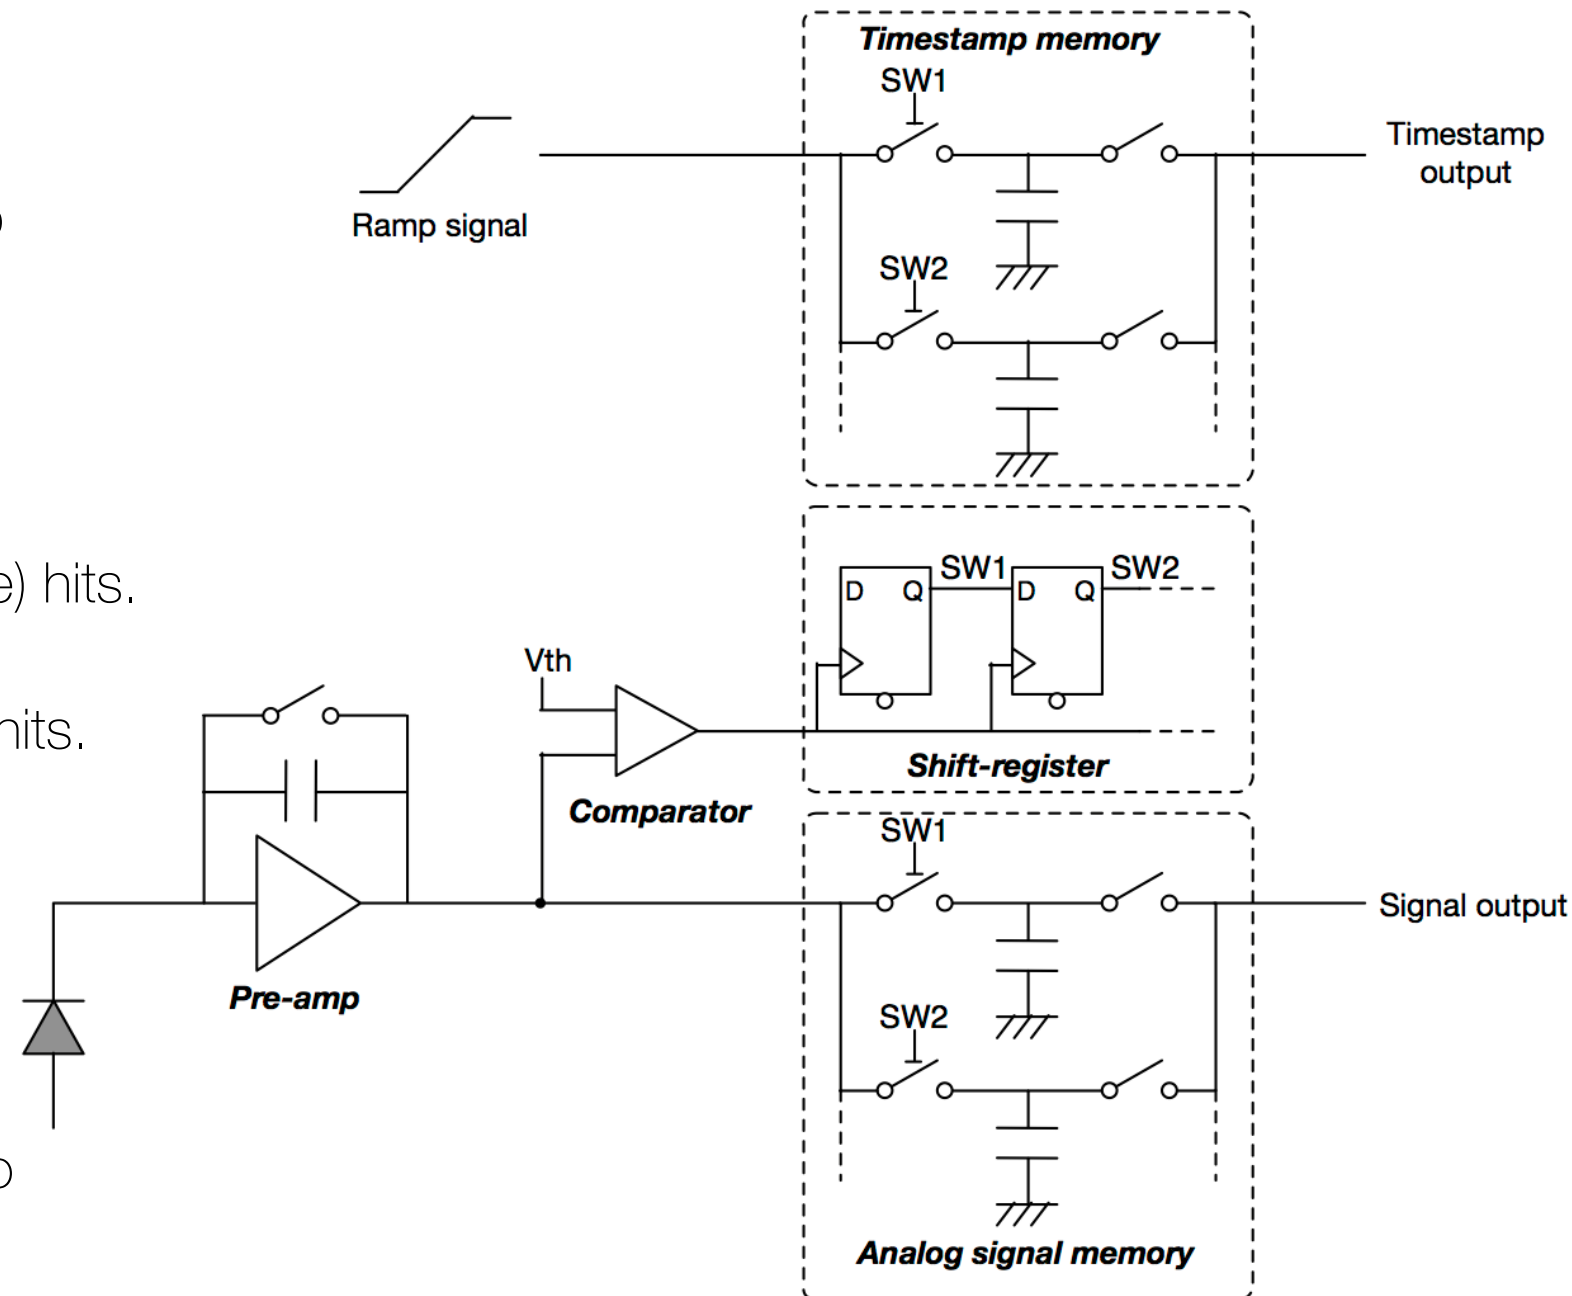 Timestamp memory
SW1
Timestamp
output
Ramp signal
SW2
e) hits.
SW1
SW2
D
Q
D
Q
Vth
hits.
Shift-register
Comparator
SW1
Signal output
Pre-amp
SW2
Analog signal memory